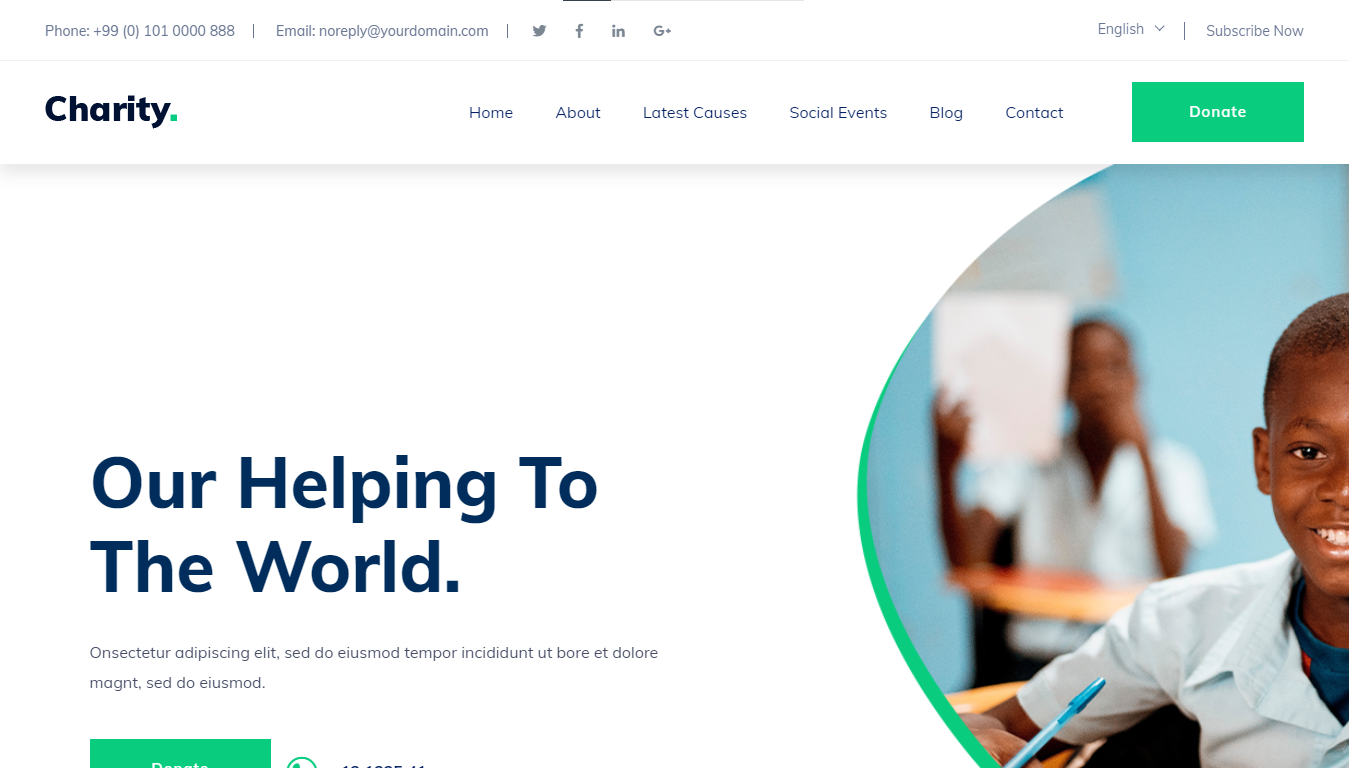 Phone: +99 (0) 101 0000 888
Email: noreply@yourdomain.com
English
Subscribe Now
Charity.
Home About Latest Causes Social Events Blog Contact
Donate
Our Helping To
The World.
Onsectetur adipiscing elit, sed do eiusmod tempor incididunt ut bore et dolore
magnt, sed do eiusmod.
Donate